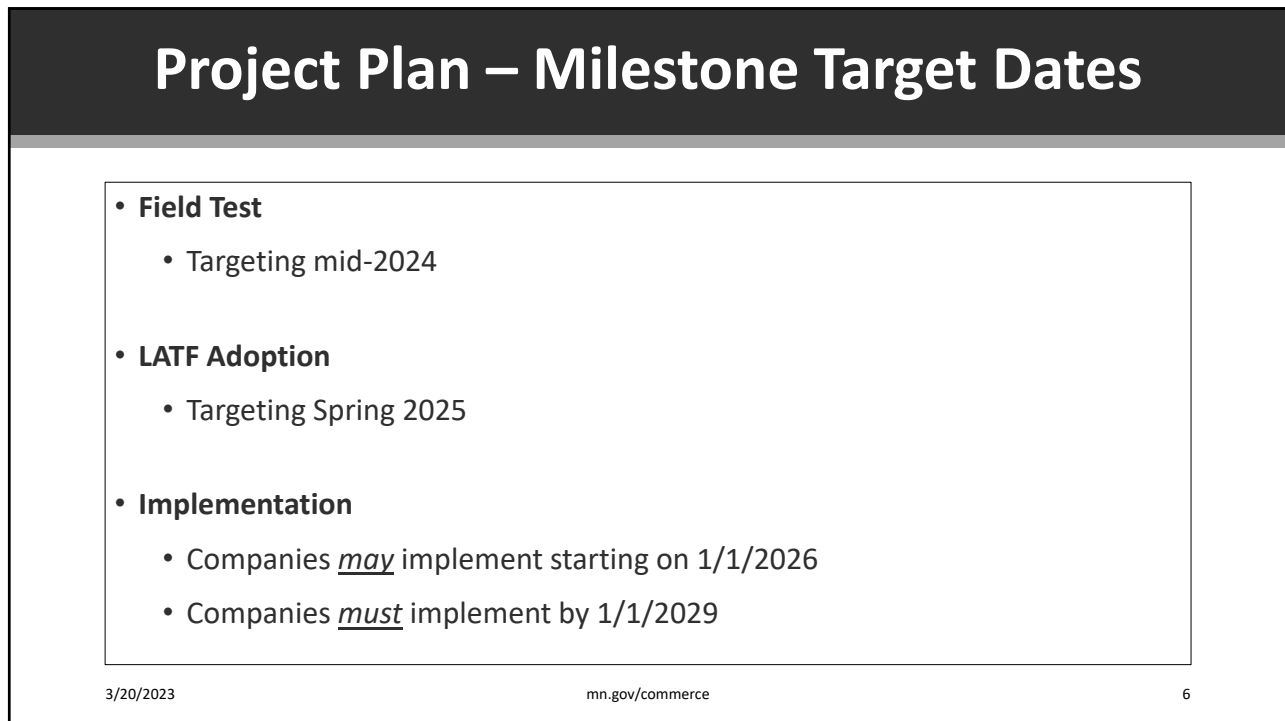 Project Plan – Milestone Target Dates
• Field Test
• Targeting mid-2024
• LATF Adoption
• Targeting Spring 2025
• Implementation
• Companies may implement starting on 1/1/2026
• Companies must implement by 1/1/2029
3/20/2023
mn.gov/commerce
6